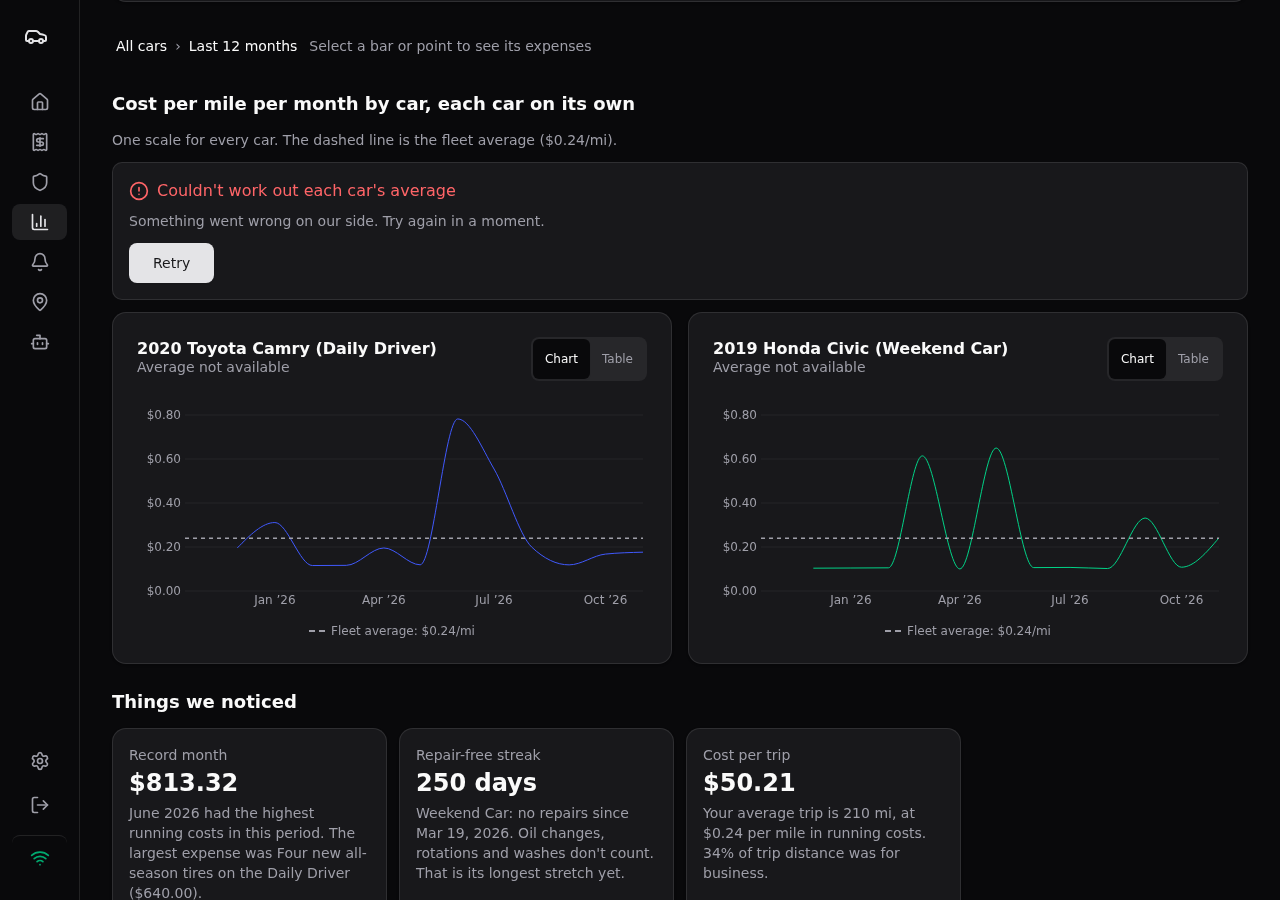 All cars › Last 12 months Select a bar or point to see its expenses
Cost per mile per month by car, each car on its own
One scale for every car. The dashed line is the fleet average ($0.24/mi).
Couldn't work out each car's average
Something went wrong on our side. Try again in a moment.
Retry
2020 Toyota Camry (Daily Driver)
Average not available
Chart Table
$0.80
$0.60
$0.40
$0.20
$0.00
Jan ’26 Apr ’26 Jul ’26 Oct ’26
Fleet average: $0.24/mi
2019 Honda Civic (Weekend Car)
Average not available
Chart Table
$0.80
$0.60
$0.40
$0.20
$0.00
Jan ’26 Apr ’26 Jul ’26 Oct ’26
Fleet average: $0.24/mi
Things we noticed
Record month
$813.32
June 2026 had the highest
running costs in this period. The
largest expense was Four new all-
season tires on the Daily Driver
($640.00).
Repair-free streak
250 days
Weekend Car: no repairs since
Mar 19, 2026. Oil changes,
rotations and washes don't count.
That is its longest stretch yet.
Cost per trip
$50.21
Your average trip is 210 mi, at
$0.24 per mile in running costs.
34% of trip distance was for
business.